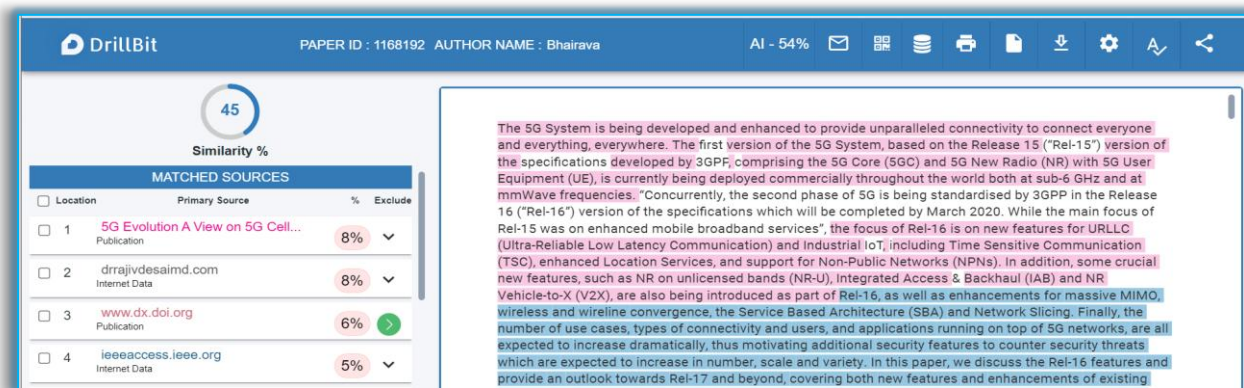 DrillBit PAPER ID : 1168192 AUTHOR NAME : Bhairava AI - 54%
45
Similarity %
MATCHED SOURCES
Location Primary Source % Exclude
1 5G Evolution A View on 5G Cell... 8%
Publication
2 drrajivdesaimd.com 8%
Internet Data
3 www.dx.doi.org 6%
Publication
4 ieeeaccess.ieee.org 5%
Internet Data
The 5G System is being developed and enhanced to provide unparalleled connectivity to connect everyone
and everything, everywhere. The first version of the 5G System, based on the Release 15 ("Rel-15") version of
the specifications developed by 3GPP, comprising the 5G Core (5GC) and 5G New Radio (NR) with 5G User
Equipment (UE), is currently being deployed commercially throughout the world both at sub-6 GHz and at
mmWave frequencies. "Concurrently, the second phase of 5G is being standardised by 3GPP in the Release
16 ("Rel-16") version of the specifications which will be completed by March 2020. While the main focus of
Rel-15 was on enhanced mobile broadband services", the focus of Rel-16 is on new features for URLLC
(Ultra-Reliable Low Latency Communication) and Industrial IoT, including Time Sensitive Communication
(TSC), enhanced Location Services, and support for Non-Public Networks (NPNs). In addition, some crucial
new features, such as NR on unlicensed bands (NR-U), Integrated Access & Backhaul (IAB) and NR
Vehicle-to-X (V2X), are also being introduced as part of Rel-16, as well as enhancements for massive MIMO,
wireless and wireline convergence, the Service Based Architecture (SBA) and Network Slicing. Finally, the
number of use cases, types of connectivity and users, and applications running on top of 5G networks, are all
expected to increase dramatically, thus motivating additional security features to counter security threats
which are expected to increase in number, scale and variety. In this paper, we discuss the Rel-16 features and
provide an outlook towards Rel-17 and beyond, covering both new features and enhancements of existing